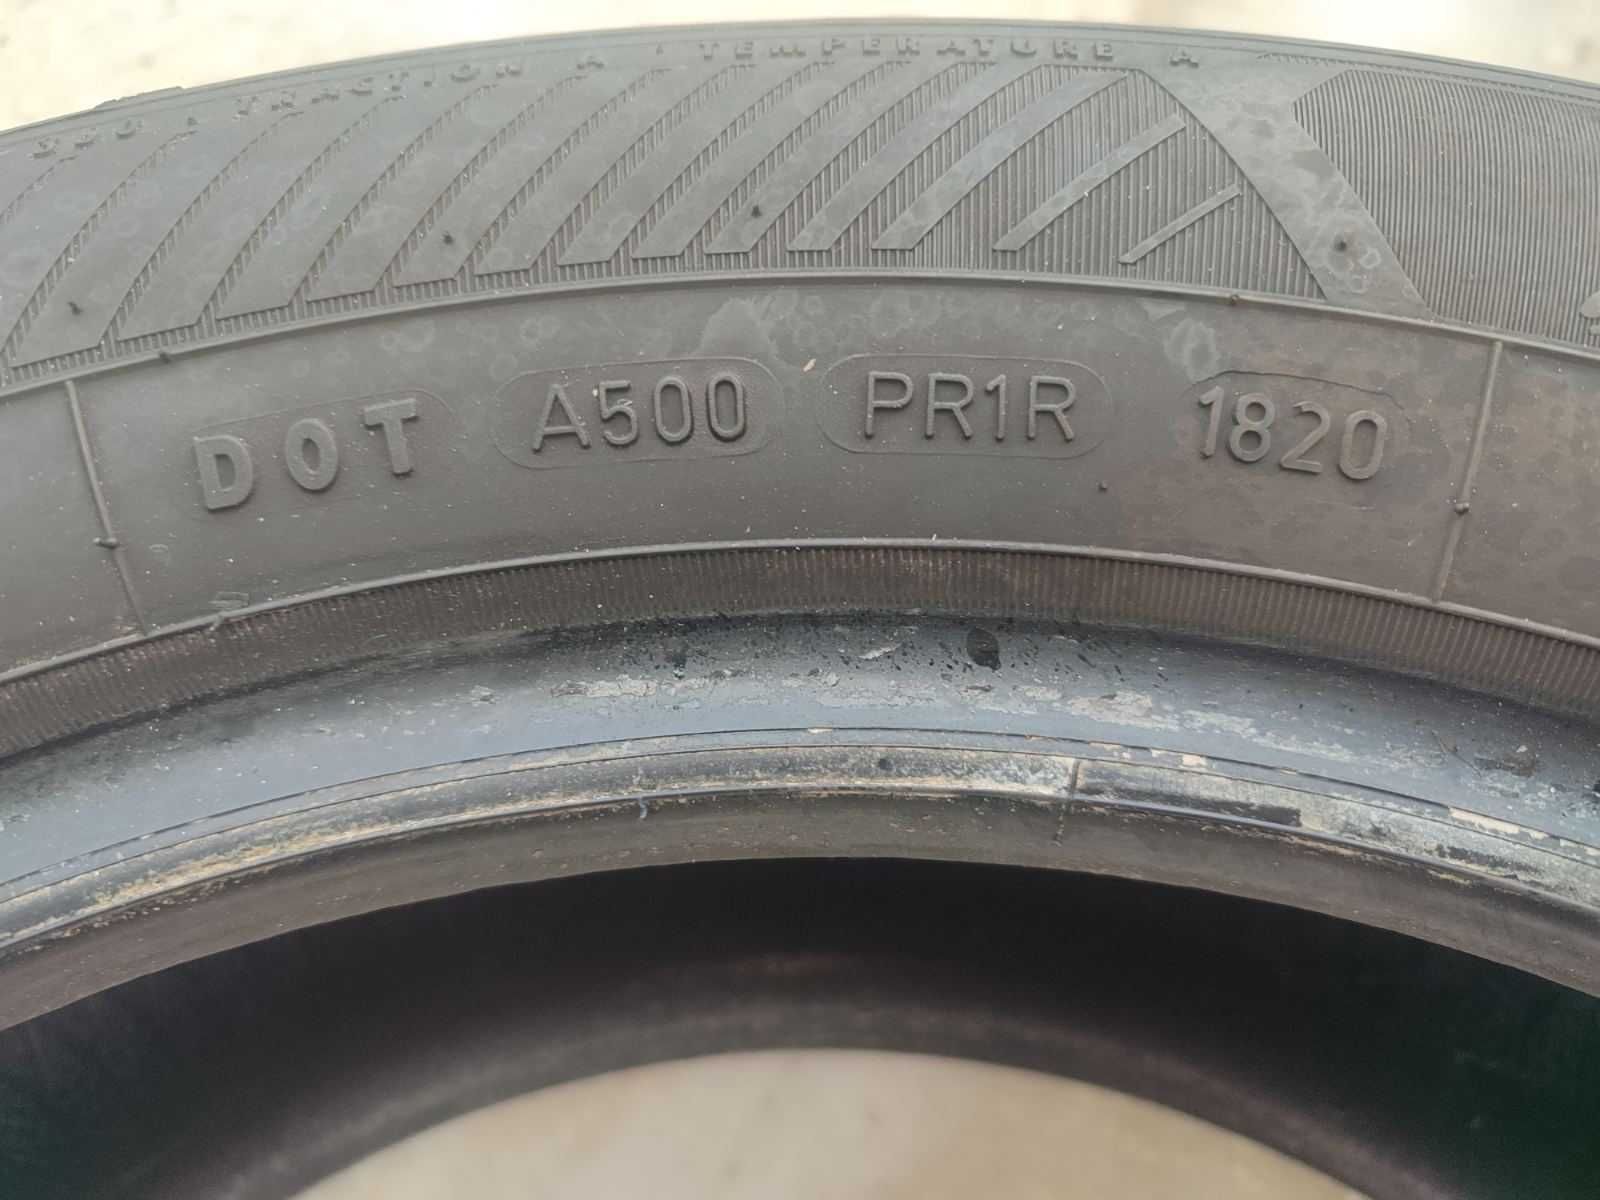 TRACTION A TEMPERATURE A
DOT A500 PR1R 1820